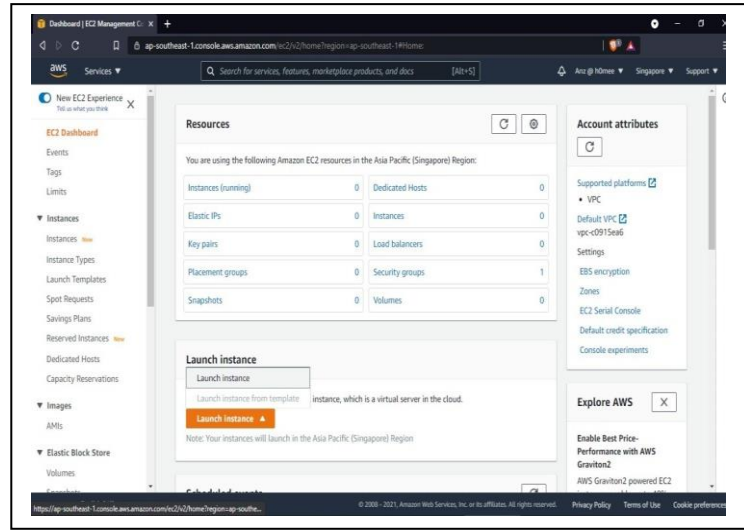 Dashboard | EC2 Management C
ap-southeast-1.console.aws.amazon.com/ec2/v2/home?region=ap-southeast-1#Home:
aws
Services
Search for services, features, marketplace products, and docs
[Alt+S]
Anz @ h0mee
Singapore
Support
New EC2 Experience
Tell us what you think
EC2 Dashboard
Events
Tags
Limits
Instances
Instances New
Instance Types
Launch Templates
Spot Requests
Savings Plans
Reserved Instances New
Dedicated Hosts
Capacity Reservations
Images
AMIs
Elastic Block Store
Volumes
Resources
You are using the following Amazon EC2 resources in the Asia Pacific (Singapore) Region:
Instances (running) 0
Dedicated Hosts 0
Elastic IPs 0
Instances 0
Key pairs 0
Load balancers 0
Placement groups 0
Security groups 1
Snapshots 0
Volumes 0
Launch instance
Launch instance
Launch instance from template
instance, which is a virtual server in the cloud.
Launch instance
Note: Your instances will launch in the Asia Pacific (Singapore) Region
Account attributes
Supported platforms
VPC
Default VPC
vpc-c0915ea6
Settings
EBS encryption
Zones
EC2 Serial Console
Default credit specification
Console experiments
Explore AWS
Enable Best Price-
Performance with AWS
Graviton2
AWS Graviton2 powered EC2
https://ap-southeast-1.console.aws.amazon.com/ec2/v2/home?region=ap-southe...
© 2008 - 2021, Amazon Web Services, Inc. or its affiliates. All rights reserved.
Privacy Policy
Terms of Use
Cookie preferences